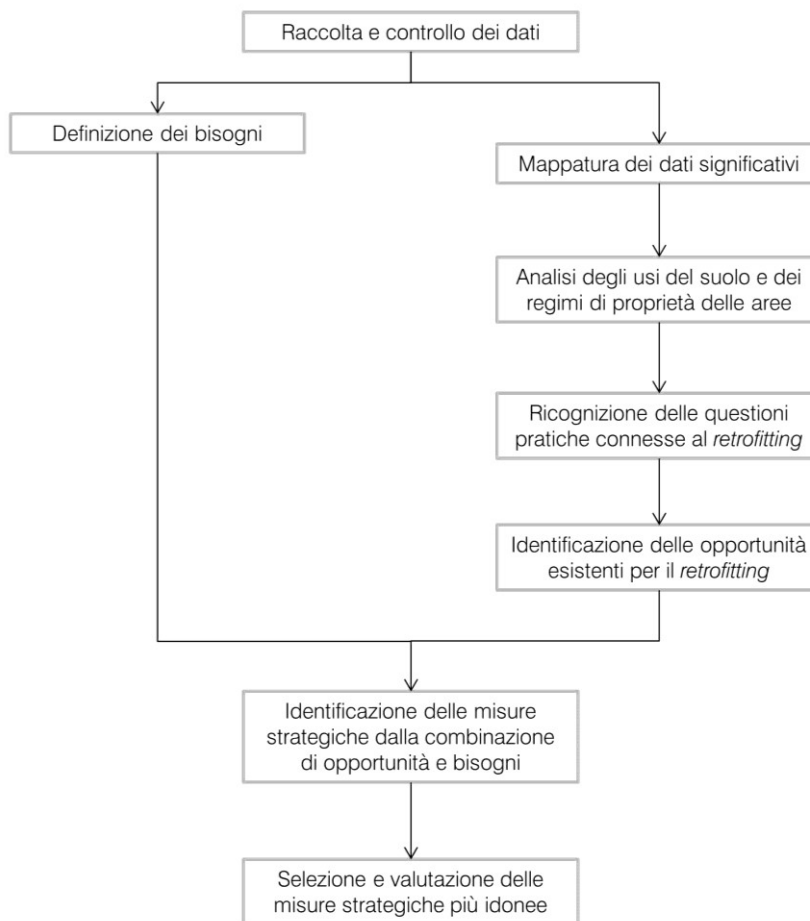 Raccolta e controllo dei dati
Definizione dei bisogni
Mappatura dei dati significativi
Analisi degli usi del suolo e dei
regimi di proprietà delle aree
Ricognizione delle questioni
pratiche connesse al retrofitting
Identificazione delle opportunità
esistenti per il retrofitting
Identificazione delle misure
strategiche dalla combinazione
di opportunità e bisogni
Selezione e valutazione delle
misure strategiche più idonee